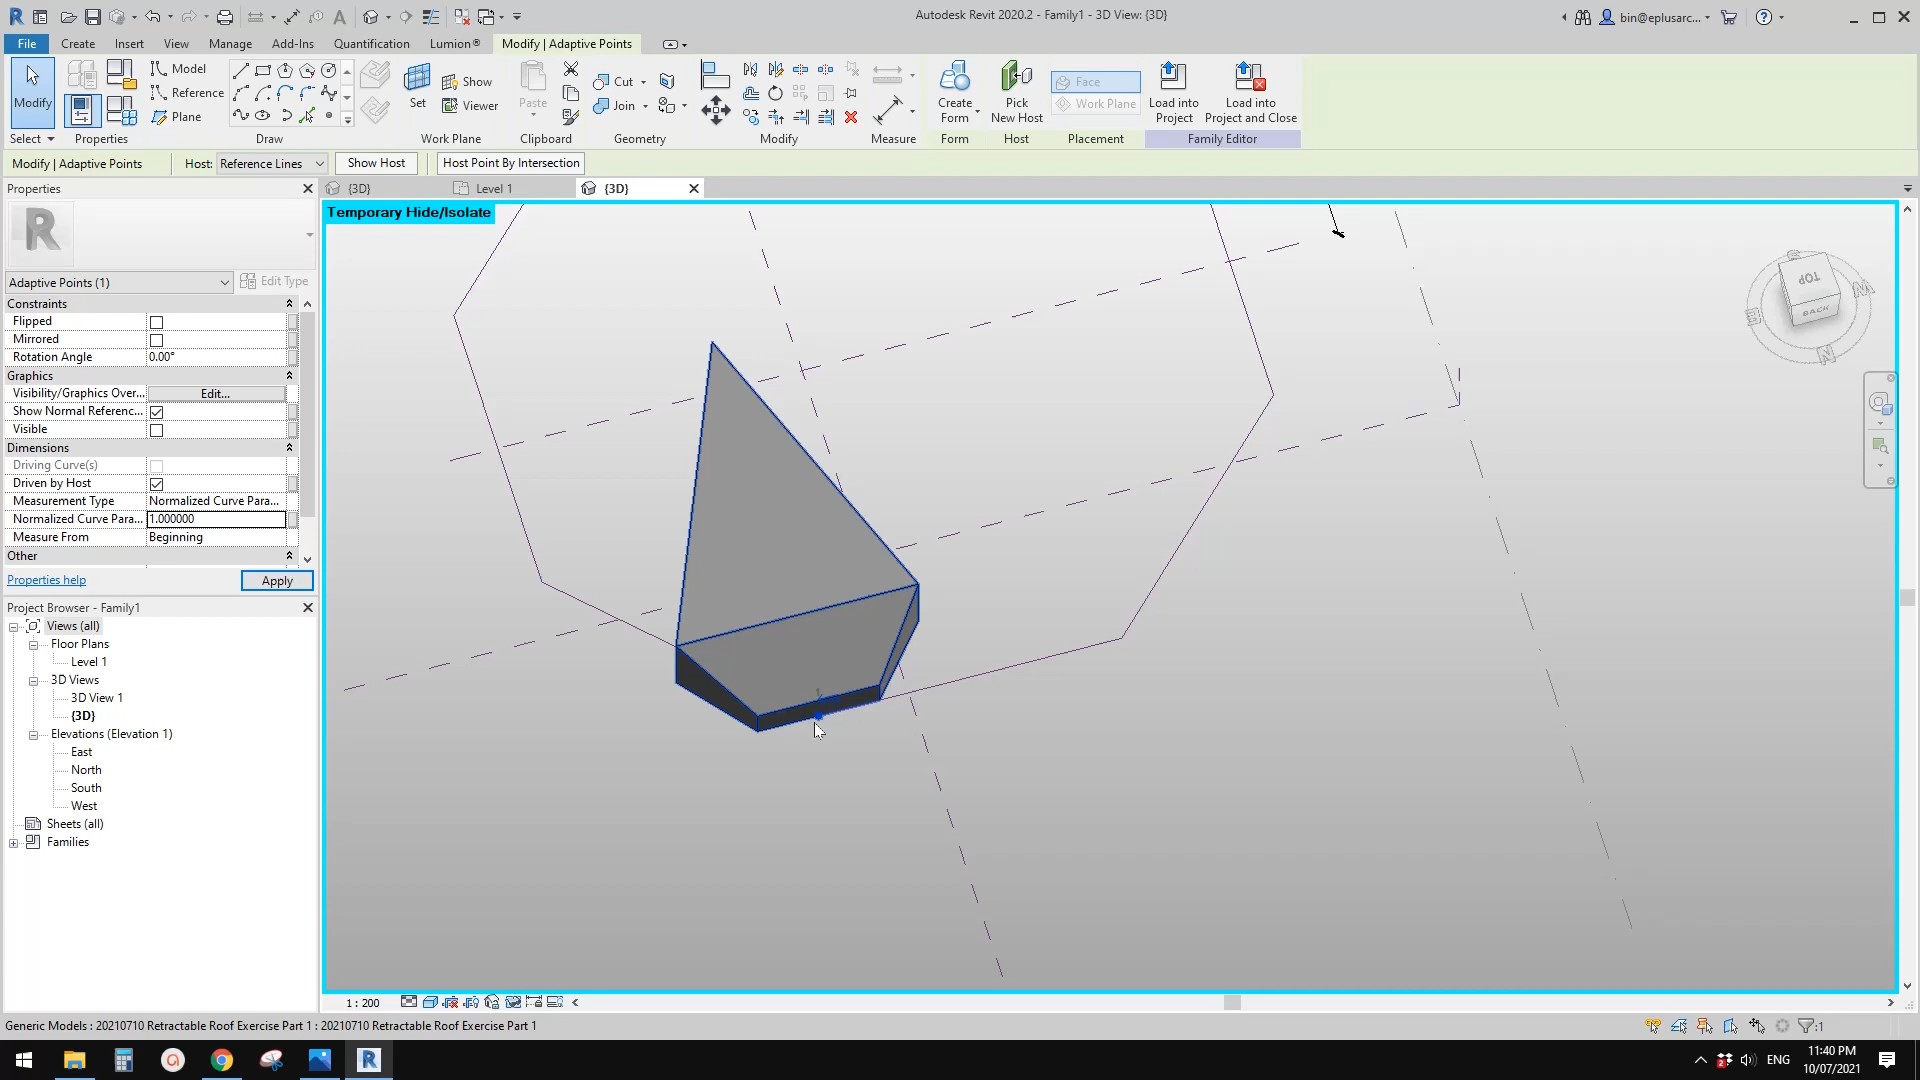 Autodesk Revit 2020.2 - Family1 - 3D View: {3D}
bin@eplusarc...
File Create Insert View Manage Add-Ins Quantification Lumion® Modify | Adaptive Points
Modify
Model
Reference
Plane
Set
Show
Viewer
Paste
Cut
Join
Create
Form
Pick
New Host
Face
Work Plane
Load into
Project
Load into
Project and Close
Select Properties Draw Work Plane Clipboard Geometry Modify Measure Form Host Placement Family Editor
Modify | Adaptive Points Host: Reference Lines Show Host Host Point By Intersection
Properties
{3D} Level 1 {3D}
Temporary Hide/Isolate
Adaptive Points (1) Edit Type
Constraints
Flipped
Mirrored
Rotation Angle 0.00°
Graphics
Visibility/Graphics Over... Edit...
Show Normal Referenc...
Visible
Dimensions
Driving Curve(s)
Driven by Host
Measurement Type Normalized Curve Para...
Normalized Curve Para... 1.000000
Measure From Beginning
Other
Properties help Apply
Project Browser - Family1
Views (all)
Floor Plans
Level 1
3D Views
3D View 1
{3D}
Elevations (Elevation 1)
East
North
South
West
Sheets (all)
Families
TOP
BACK
S
W
E
N
1
1 : 200
Generic Models : 20210710 Retractable Roof Exercise Part 1 : 20210710 Retractable Roof Exercise Part 1
:1
ENG
11:40 PM
10/07/2021